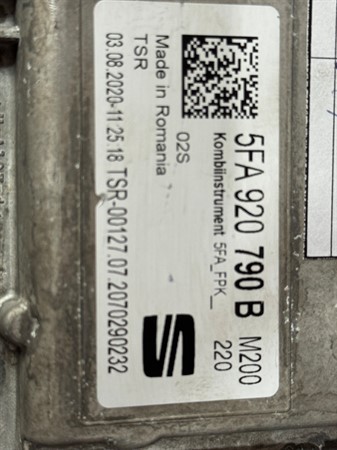 5FA 920 790 B M200
Kombiinstrument 5FA_FPK_ 220
02S
Made in Romania
TSR
03.08.2020-11 25.18 TSR-00127.07.2070290232